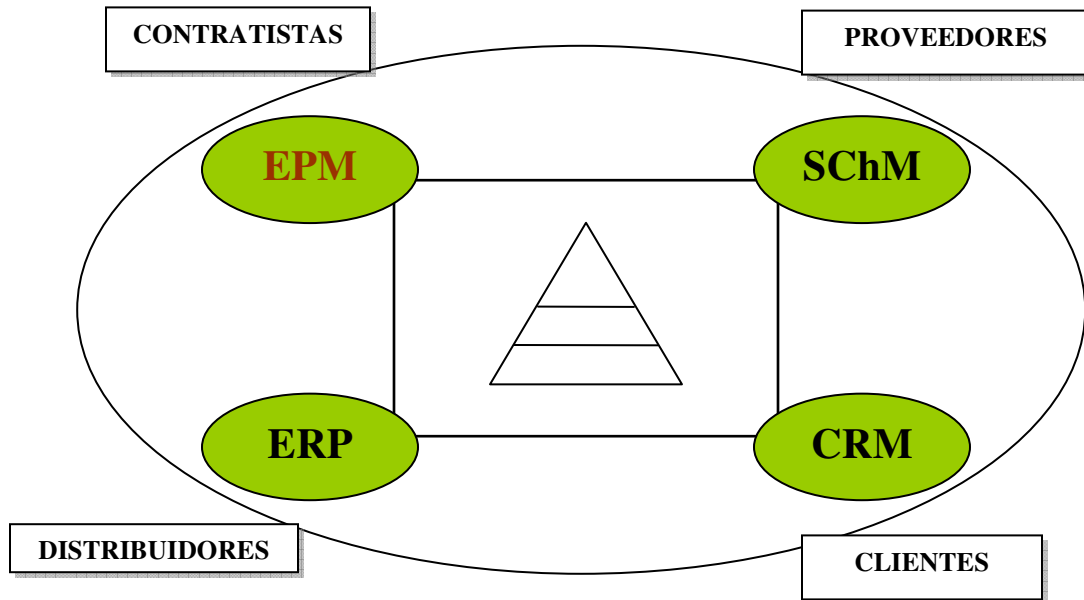 CONTRATISTAS
PROVEEDORES
EPM
SChM
ERP
CRM
DISTRIBUIDORES
CLIENTES